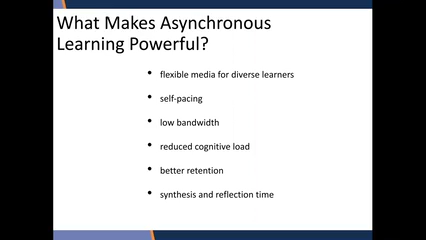 What Makes Asynchronous
Learning Powerful?
• flexible media for diverse learners
• self-pacing
• low bandwidth
• reduced cognitive load
• better retention
• synthesis and reflection time